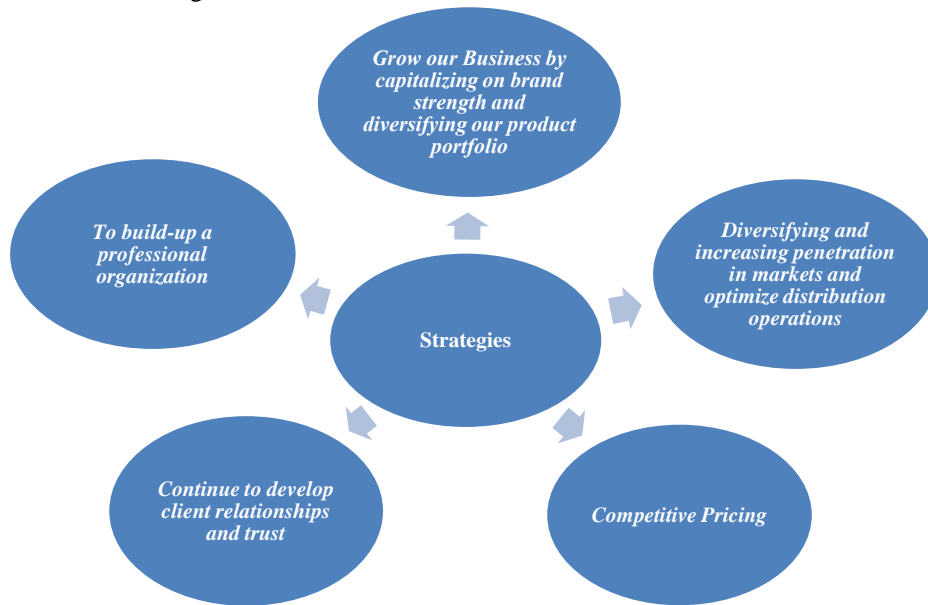 Grow our Business by
capitalizing on brand
strength and
diversifying our product
portfolio
To build-up a
professional
organization
Diversifying and
increasing penetration
in markets and
optimize distribution
operations
Strategies
Continue to develop
client relationships
and trust
Competitive Pricing